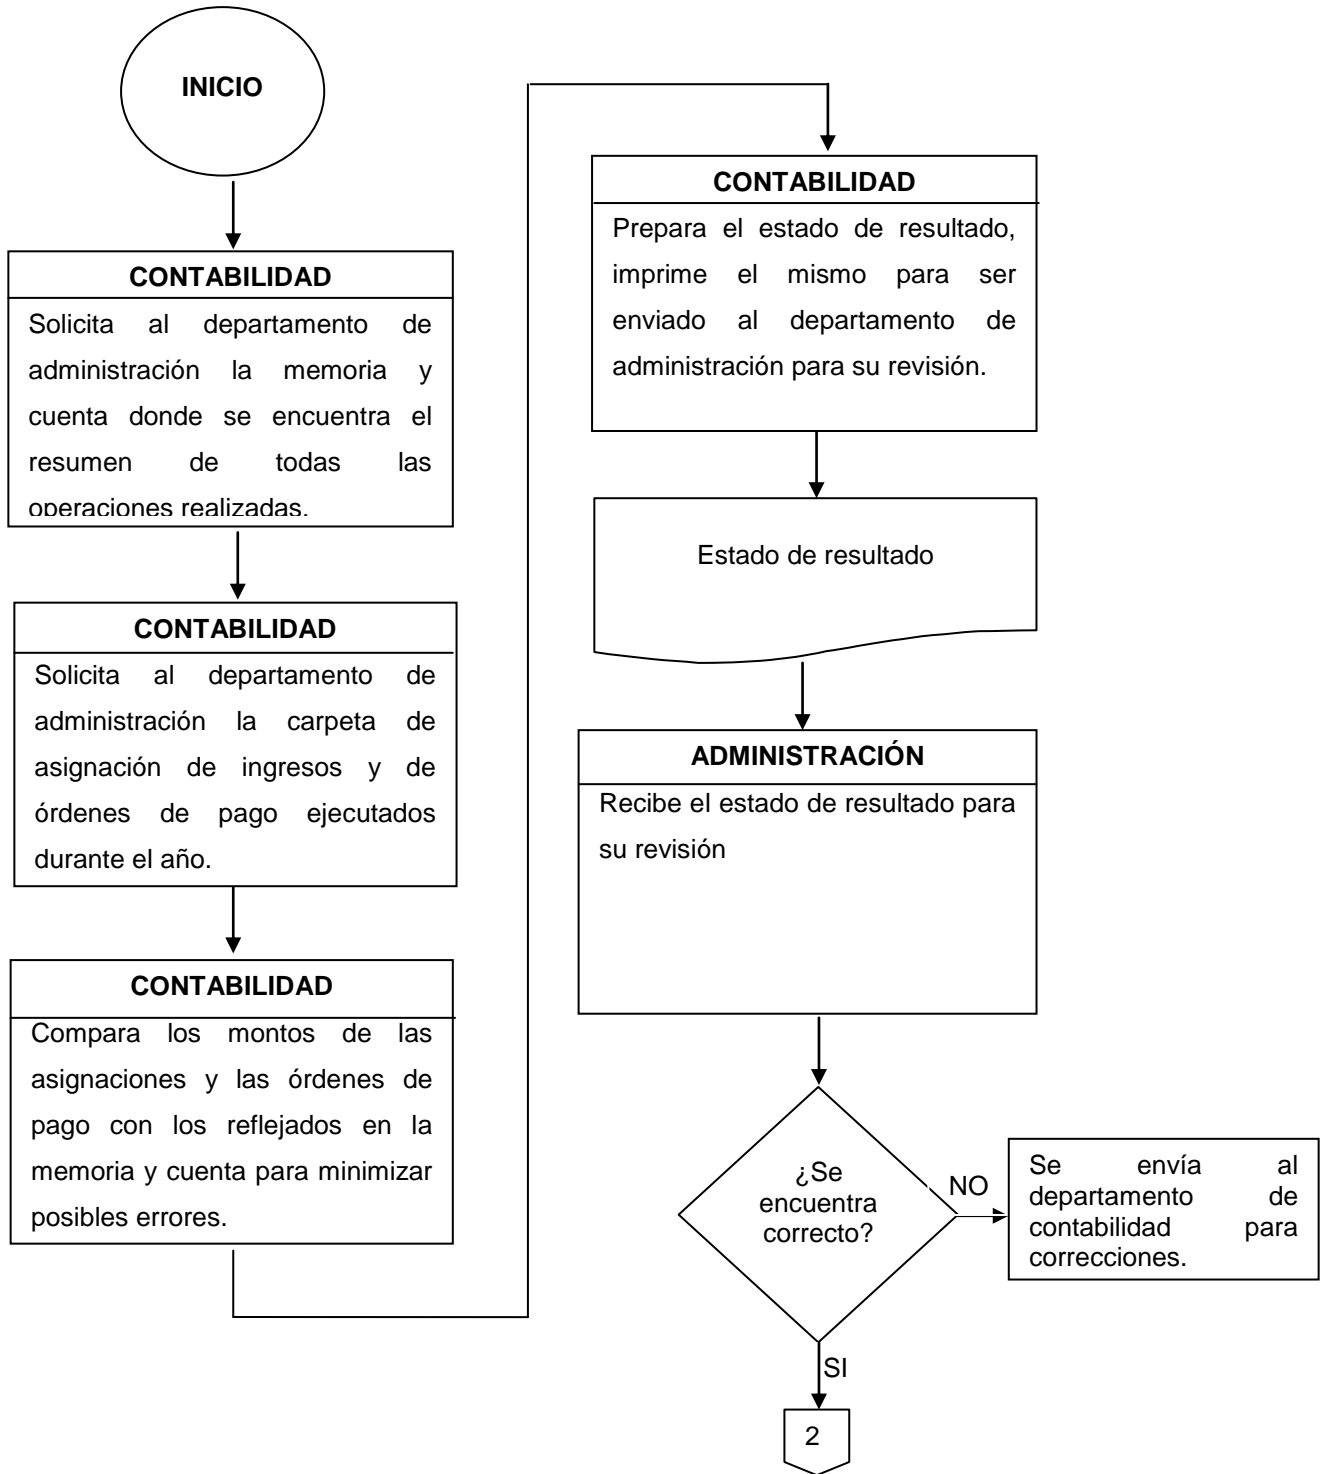 INICIO
CONTABILIDAD
Solicita al departamento de
administración la memoria y
cuenta donde se encuentra el
resumen de todas las
operaciones realizadas.
CONTABILIDAD
Solicita al departamento de
administración la carpeta de
asignación de ingresos y de
órdenes de pago ejecutados
durante el año.
CONTABILIDAD
Compara los montos de las
asignaciones y las órdenes de
pago con los reflejados en la
memoria y cuenta para minimizar
posibles errores.
CONTABILIDAD
Prepara el estado de resultado,
imprime el mismo para ser
enviado al departamento de
administración para su revisión.
Estado de resultado
ADMINISTRACIÓN
Recibe el estado de resultado para
su revisión
¿Se
encuentra
correcto?
NO
Se envía al
departamento de
contabilidad para
correcciones.
SI
2